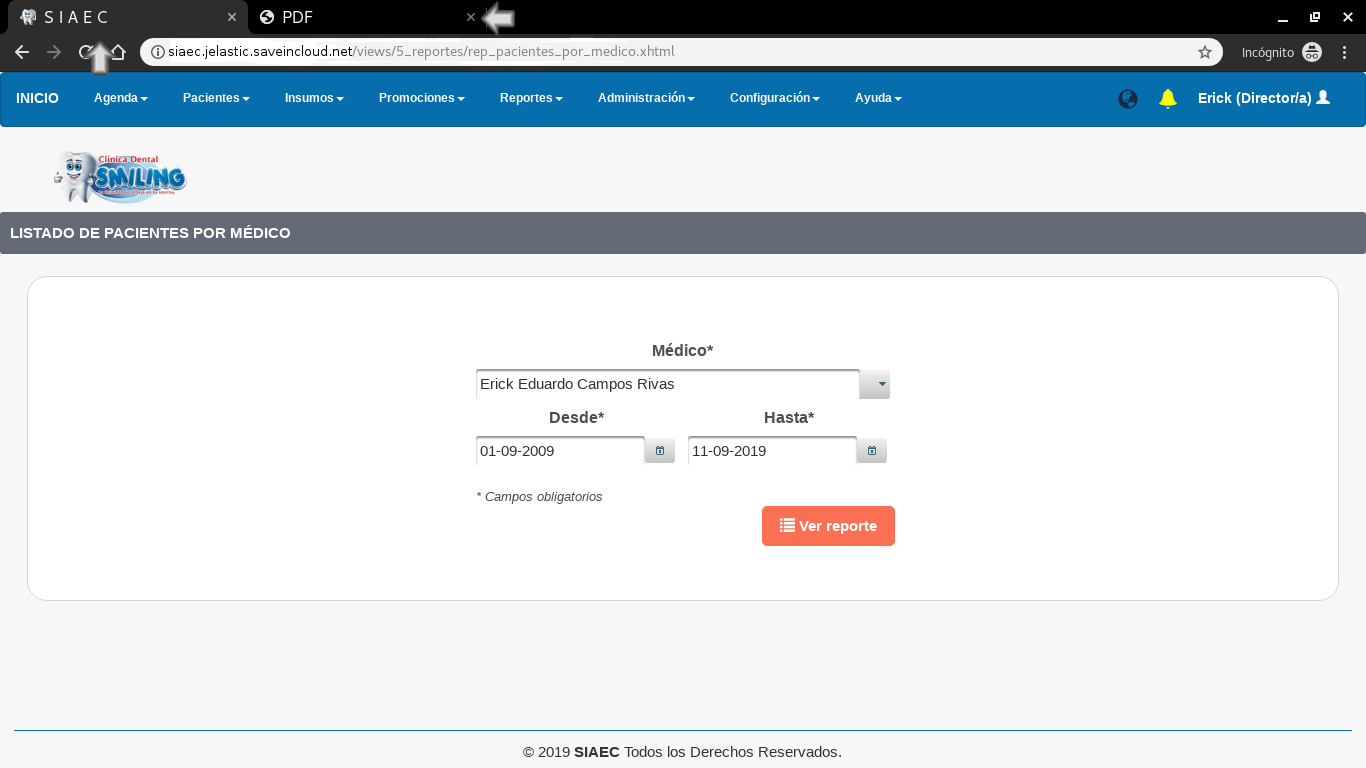 S I A E C
PDF
siaec.jelastic.saveincloud.net/views/5_reportes/rep_pacientes_por_medico.xhtml
Incógnito
INICIO Agenda Pacientes Insumos Promociones Reportes Administración Configuración Ayuda Erick (Director/a)
Clínica Dental
SMILING
LISTADO DE PACIENTES POR MÉDICO
Médico*
Erick Eduardo Campos Rivas
Desde* Hasta*
01-09-2009 11-09-2019
* Campos obligatorios
Ver reporte
© 2019 SIAEC Todos los Derechos Reservados.